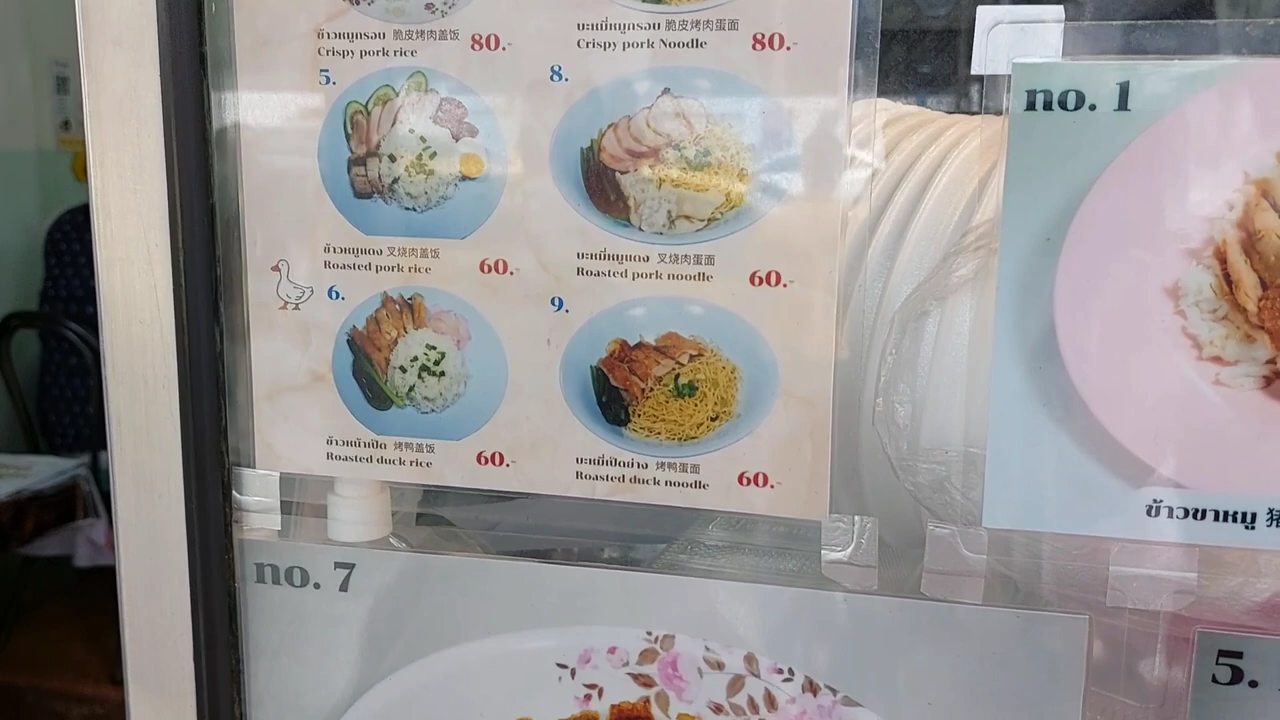 ข้าวหมูกรอบ 脆皮烤肉盖饭
Crispy pork rice
80.-
บะหมี่หมูกรอบ 脆皮烤肉蛋面
Crispy pork Noodle
80.-
5.
ข้าวหมูแดง 叉烧肉盖饭
Roasted pork rice
60.-
8.
บะหมี่หมูแดง 叉烧肉蛋面
Roasted pork noodle
60.-
6.
ข้าวหน้าเป็ด 烤鸭盖饭
Roasted duck rice
60.-
9.
บะหมี่เป็ดย่าง 烤鸭蛋面
Roasted duck noodle
60.-
no. 1
ข้าวขาหมู 猪
no. 7
5.